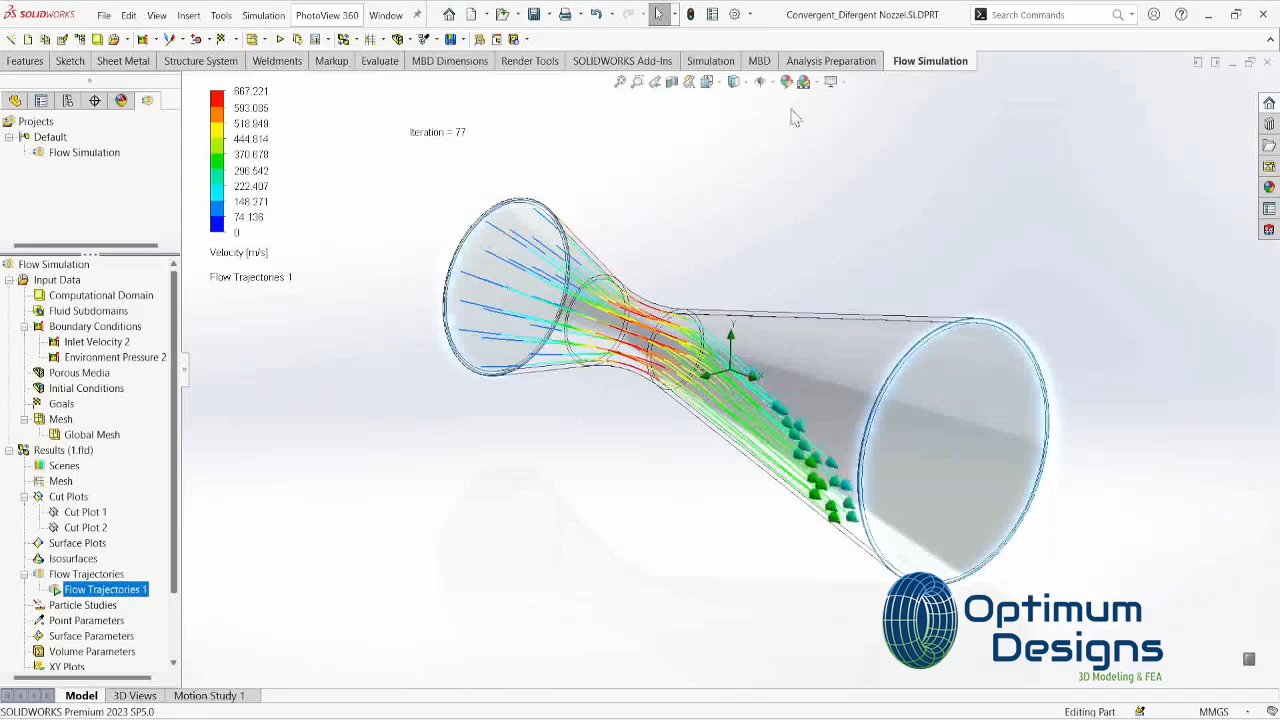 SOLIDWORKS File Edit View Insert Tools Simulation PhotoView 360 Window Convergent_Difergent Nozzel.SLDPRT Search Commands
Features Sketch Sheet Metal Structure System Weldments Markup Evaluate MBD Dimensions Render Tools SOLIDWORKS Add-Ins Simulation MBD Analysis Preparation Flow Simulation
Projects
Default
Flow Simulation
Flow Simulation
Input Data
Computational Domain
Fluid Subdomains
Boundary Conditions
Inlet Velocity 2
Environment Pressure 2
Porous Media
Initial Conditions
Goals
Mesh
Global Mesh
Results (1.fld)
Scenes
Mesh
Cut Plots
Cut Plot 1
Cut Plot 2
Surface Plots
Isosurfaces
Flow Trajectories
Flow Trajectories 1
Particle Studies
Point Parameters
Surface Parameters
Volume Parameters
XY Plots
667.221
593.085
518.949
444.814
370.678
296.542
222.407
148.271
74.136
0
Velocity [m/s]
Flow Trajectories 1
Iteration = 77
Y
Optimum
Designs
3D Modeling & FEA
Model 3D Views Motion Study 1
SOLIDWORKS Premium 2023 SP5.0 Editing Part MMGS